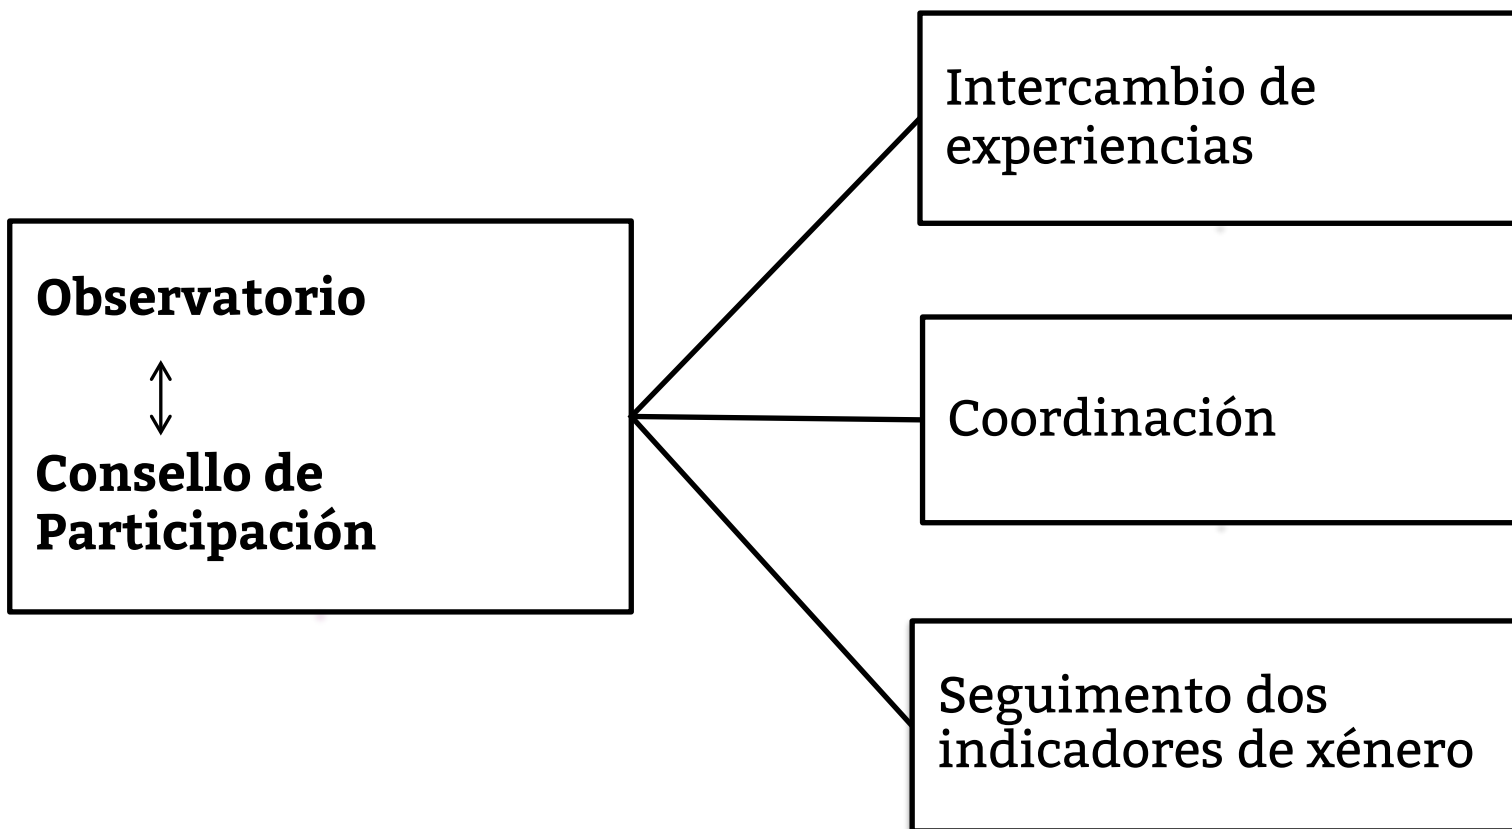 Observatorio
Consello de
Participación
Intercambio de
experiencias
Coordinación
Seguimento dos
indicadores de xénero